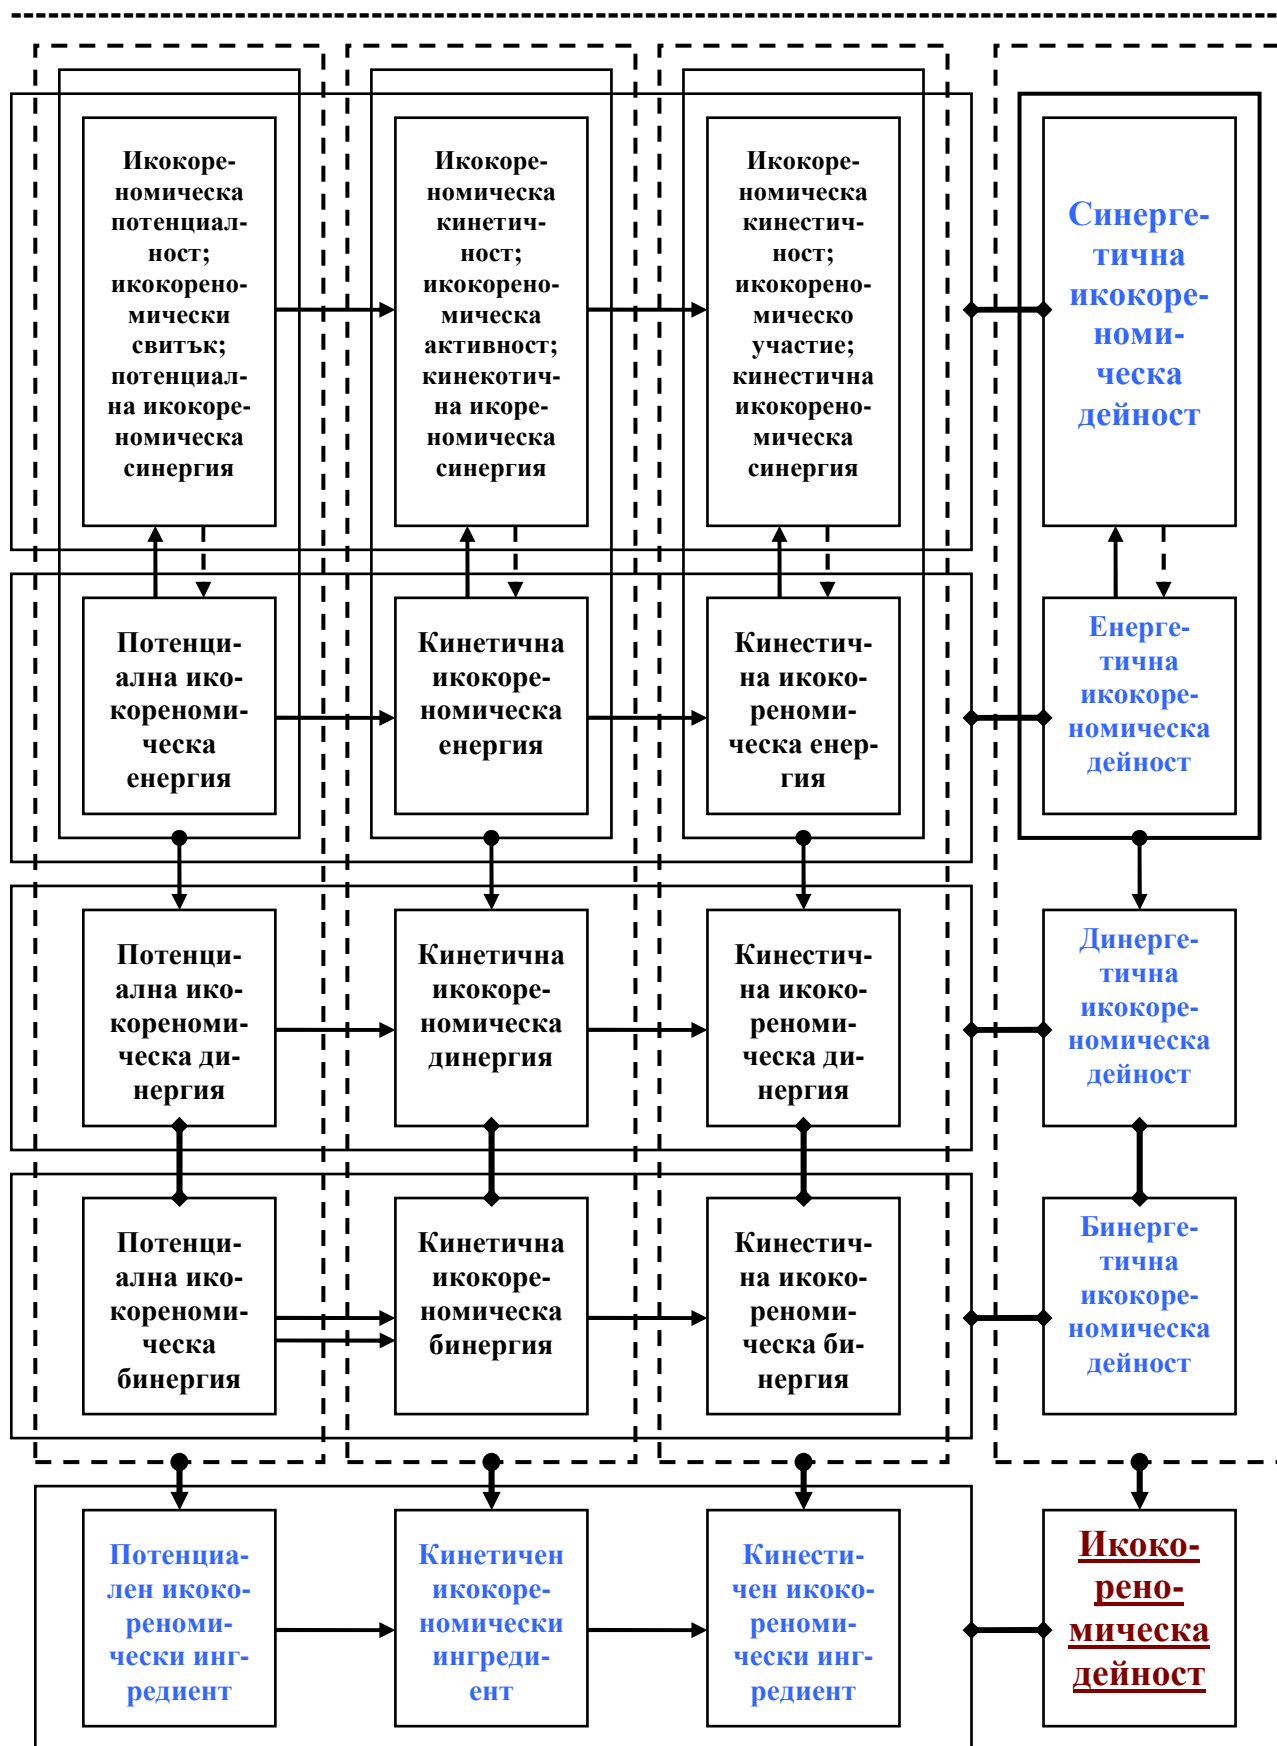 Икокоре-
номическа
потенциал-
ност;
икокорено-
мически
свитък;
потенциал-
на икокоре-
номическа
синергия
Икокоре-
номическа
кинетич-
ност;
икокорено-
мическа
активност;
кинекотич-
на икоре-
номическа
синергия
Икокоре-
номическа
кинестич-
ност;
икокорено-
мическо
участие;
кинестична
икокорено-
мическа
синергия
Синерге-
тична
икокоре-
номи-
ческа
дейност
Потенци-
ална ико-
кореноми-
ческа
енергия
Кинетична
икокоре-
номическа
енергия
Кинестич-
на икоко-
реноми-
ческа енер-
гия
Енерге-
тична
икокоре-
номическа
дейност
Потенци-
ална ико-
кореноми-
ческа ди-
нергия
Кинетична
икокоре-
номическа
динергия
Кинестич-
на икоко-
реноми-
ческа ди-
нергия
Динерге-
тична
икокоре-
номическа
дейност
Потенци-
ална ико-
кореноми-
ческа
бинергия
Кинетична
икокоре-
номическа
бинергия
Кинестич-
на икоко-
реноми-
ческа би-
нергия
Бинерге-
тична
икокоре-
номическа
дейност
Потенциа-
лен икоко-
реноми-
чески инг-
редиент
Кинетичен
икокоре-
номически
ингреди-
ент
Кинести-
чен икоко-
реноми-
чески инг-
редиент
Икоко-
рено-
мическа
дейност